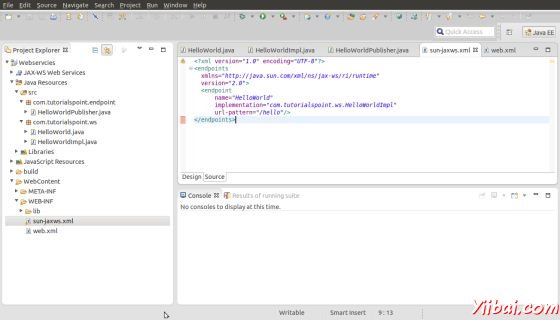 File Edit Source Navigate Search Project Run Window Help
Quick Access
Java EE
Project Explorer
Webservcies
JAX-WS Web Services
Java Resources
src
com.tutorialspoint.endpoint
HelloWorldPublisher.java
com.tutorialspoint.ws
HelloWorld.java
HelloWorldImpl.java
Libraries
JavaScript Resources
build
WebContent
META-INF
WEB-INF
lib
sun-jaxws.xml
web.xml
HelloWorld.java
HelloWorldImpl.java
HelloWorldPublisher.java
sun-jaxws.xml
web.xml
<?xml version="1.0" encoding="UTF-8"?>
<endpoints
xmlns="http://java.sun.com/xml/ns/jax-ws/ri/runtime"
version="2.0">
<endpoint
name="HelloWorld"
implementation="com.tutorialspoint.ws.HelloWorldImpl"
url-pattern="/hello"/>
</endpoints>
Design Source
Console
Results of running suite
No consoles to display at this time.
Writable
Smart Insert
9 : 13
Yiibai.com